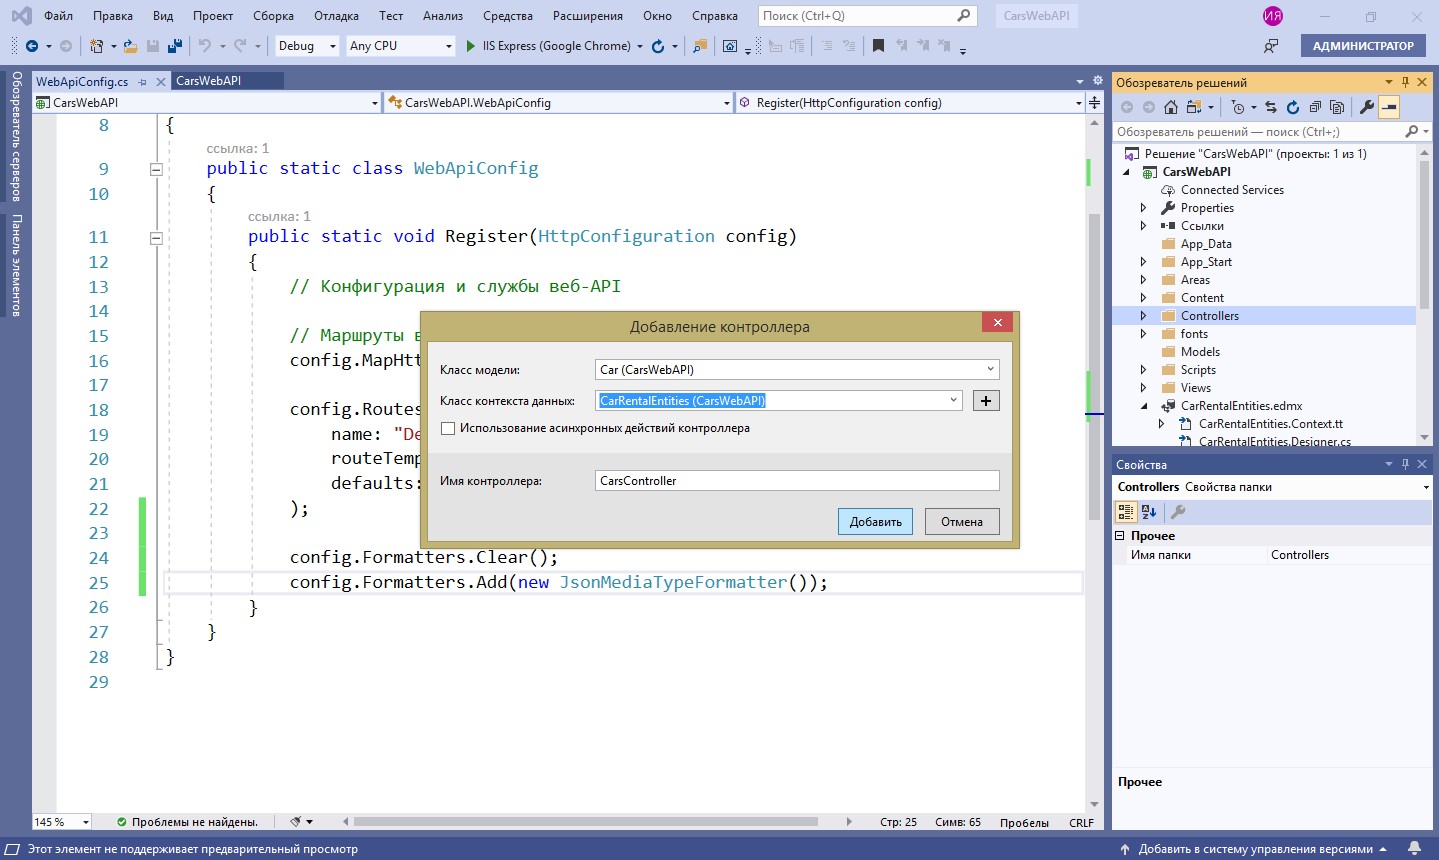 Файл Правка Вид Проект Сборка Отладка Тест Анализ Средства Расширения Окно Справка Поиск (Ctrl+Q) CarsWebAPI ИЯ
Debug Any CPU IIS Express (Google Chrome) АДМИНИСТРАТОР
Обозреватель серверов
Панель элементов
WebApiConfig.cs CarsWebAPI
CarsWebAPI CarsWebAPI.WebApiConfig Register(HttpConfiguration config)
8 {
ссылка: 1
9 public static class WebApiConfig
10 {
ссылка: 1
11 public static void Register(HttpConfiguration config)
12 {
13 // Конфигурация и службы веб-API
14
15 // Маршруты в
16 config.MapHtt
17
18 config.Routes
19 name: "De
20 routeTemp
21 defaults:
22 );
23
24 config.Formatters.Clear();
25 config.Formatters.Add(new JsonMediaTypeFormatter());
26 }
27 }
28 }
29
Добавление контроллера
Класс модели: Car (CarsWebAPI)
Класс контекста данных: CarRentalEntities (CarsWebAPI) +
Использование асинхронных действий контроллера
Имя контроллера: CarsController
Добавить Отмена
145 % Проблемы не найдены. Стр: 25 Симв: 65 Пробелы CRLF
Обозреватель решений
Обозреватель решений — поиск (Ctrl+;)
Решение "CarsWebAPI" (проекты: 1 из 1)
CarsWebAPI
Connected Services
Properties
Ссылки
App_Data
App_Start
Areas
Content
Controllers
fonts
Models
Scripts
Views
CarRentalEntities.edmx
CarRentalEntities.Context.tt
CarRentalEntities.Designer.cs
Свойства
Controllers Свойства папки
Прочее
Имя папки Controllers
Прочее
Этот элемент не поддерживает предварительный просмотр Добавить в систему управления версиями